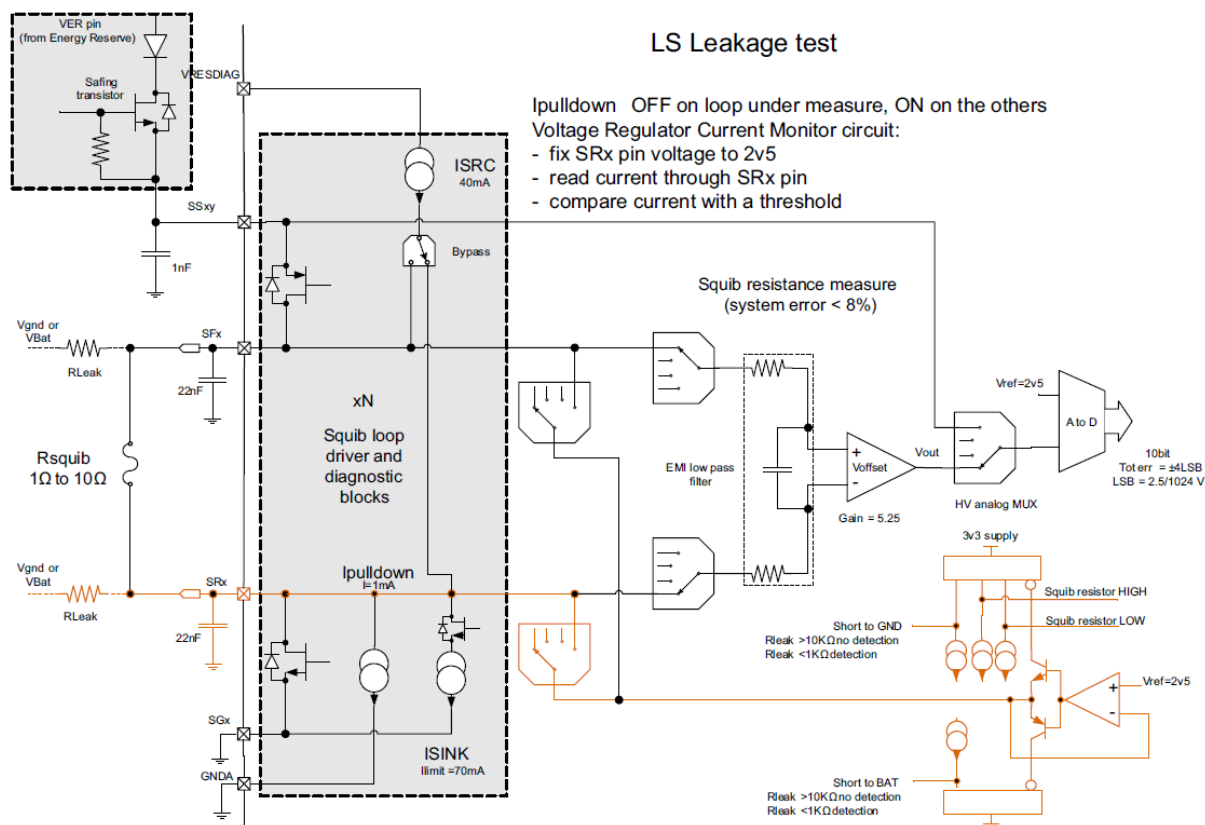 VER pin
(from Energy Reserve)
LS Leakage test
VRESDIAG
Safing
transistor
Ipulldown OFF on loop under measure, ON on the others
Voltage Regulator Current Monitor circuit:
- fix SRx pin voltage to 2v5
- read current through SRx pin
- compare current with a threshold
ISRC
40mA
SSxy
Bypass
1nF
Squib resistance measure
(system error < 8%)
Vgnd or
VBat
SFx
RLeak
22nF
Vref=2v5
A to D
xN
Squib loop
driver and
diagnostic
blocks
Rsquib
1Ω to 10Ω
EMI low pass
filter
+
Voffset
-
Vout
Gain = 5.25
HV analog MUX
10bit
Tot err = ±4LSB
LSB = 2.5/1024 V
3v3 supply
Vgnd or
VBat
SRx
Ipulldown
I=1mA
RLeak
22nF
Squib resistor HIGH
Squib resistor LOW
Short to GND
Rleak >10KΩ no detection
Rleak <1KΩ detection
+
Vref=2v5
-
SGx
ISINK
Ilimit =70mA
GNDA
Short to BAT
Rleak >10KΩ no detection
Rleak <1KΩ detection